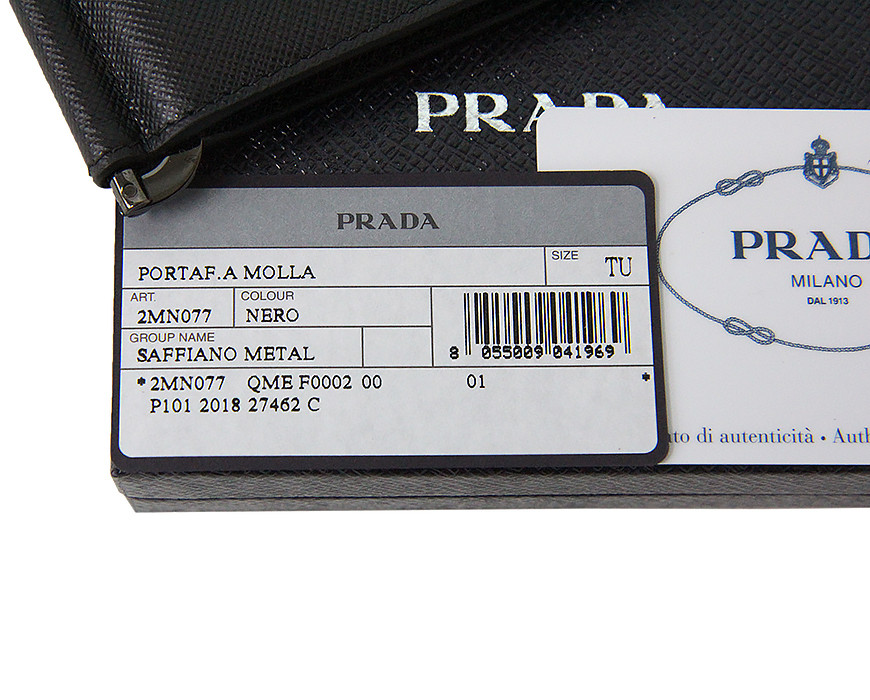 PRADA
PRADA
PORTAF.A MOLLA
SIZE
TU
ART.
2MN077
COLOUR
NERO
GROUP NAME
SAFFIANO METAL
8 055009 041969
*2MN077 QME F0002 00 01 *
P101 2018 27462 C
PRAD
MILANO
DAL 1913
to di autenticità • Auth